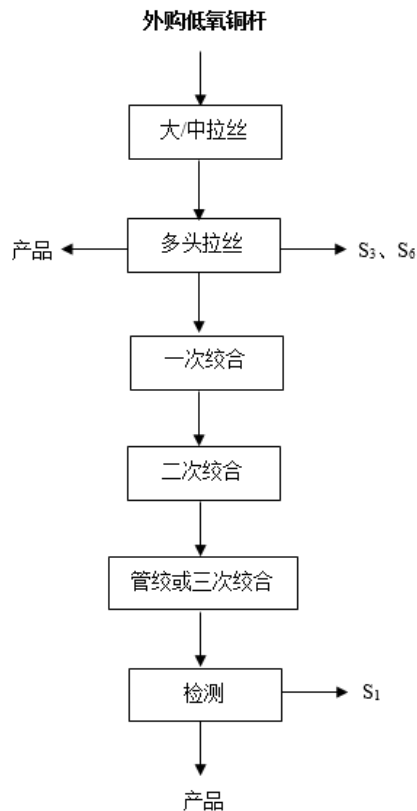 外购低氧铜杆
大/中拉丝
产品
多头拉丝
S₃、S₆
一次绞合
二次绞合
管绞或三次绞合
检测
S₁
产品